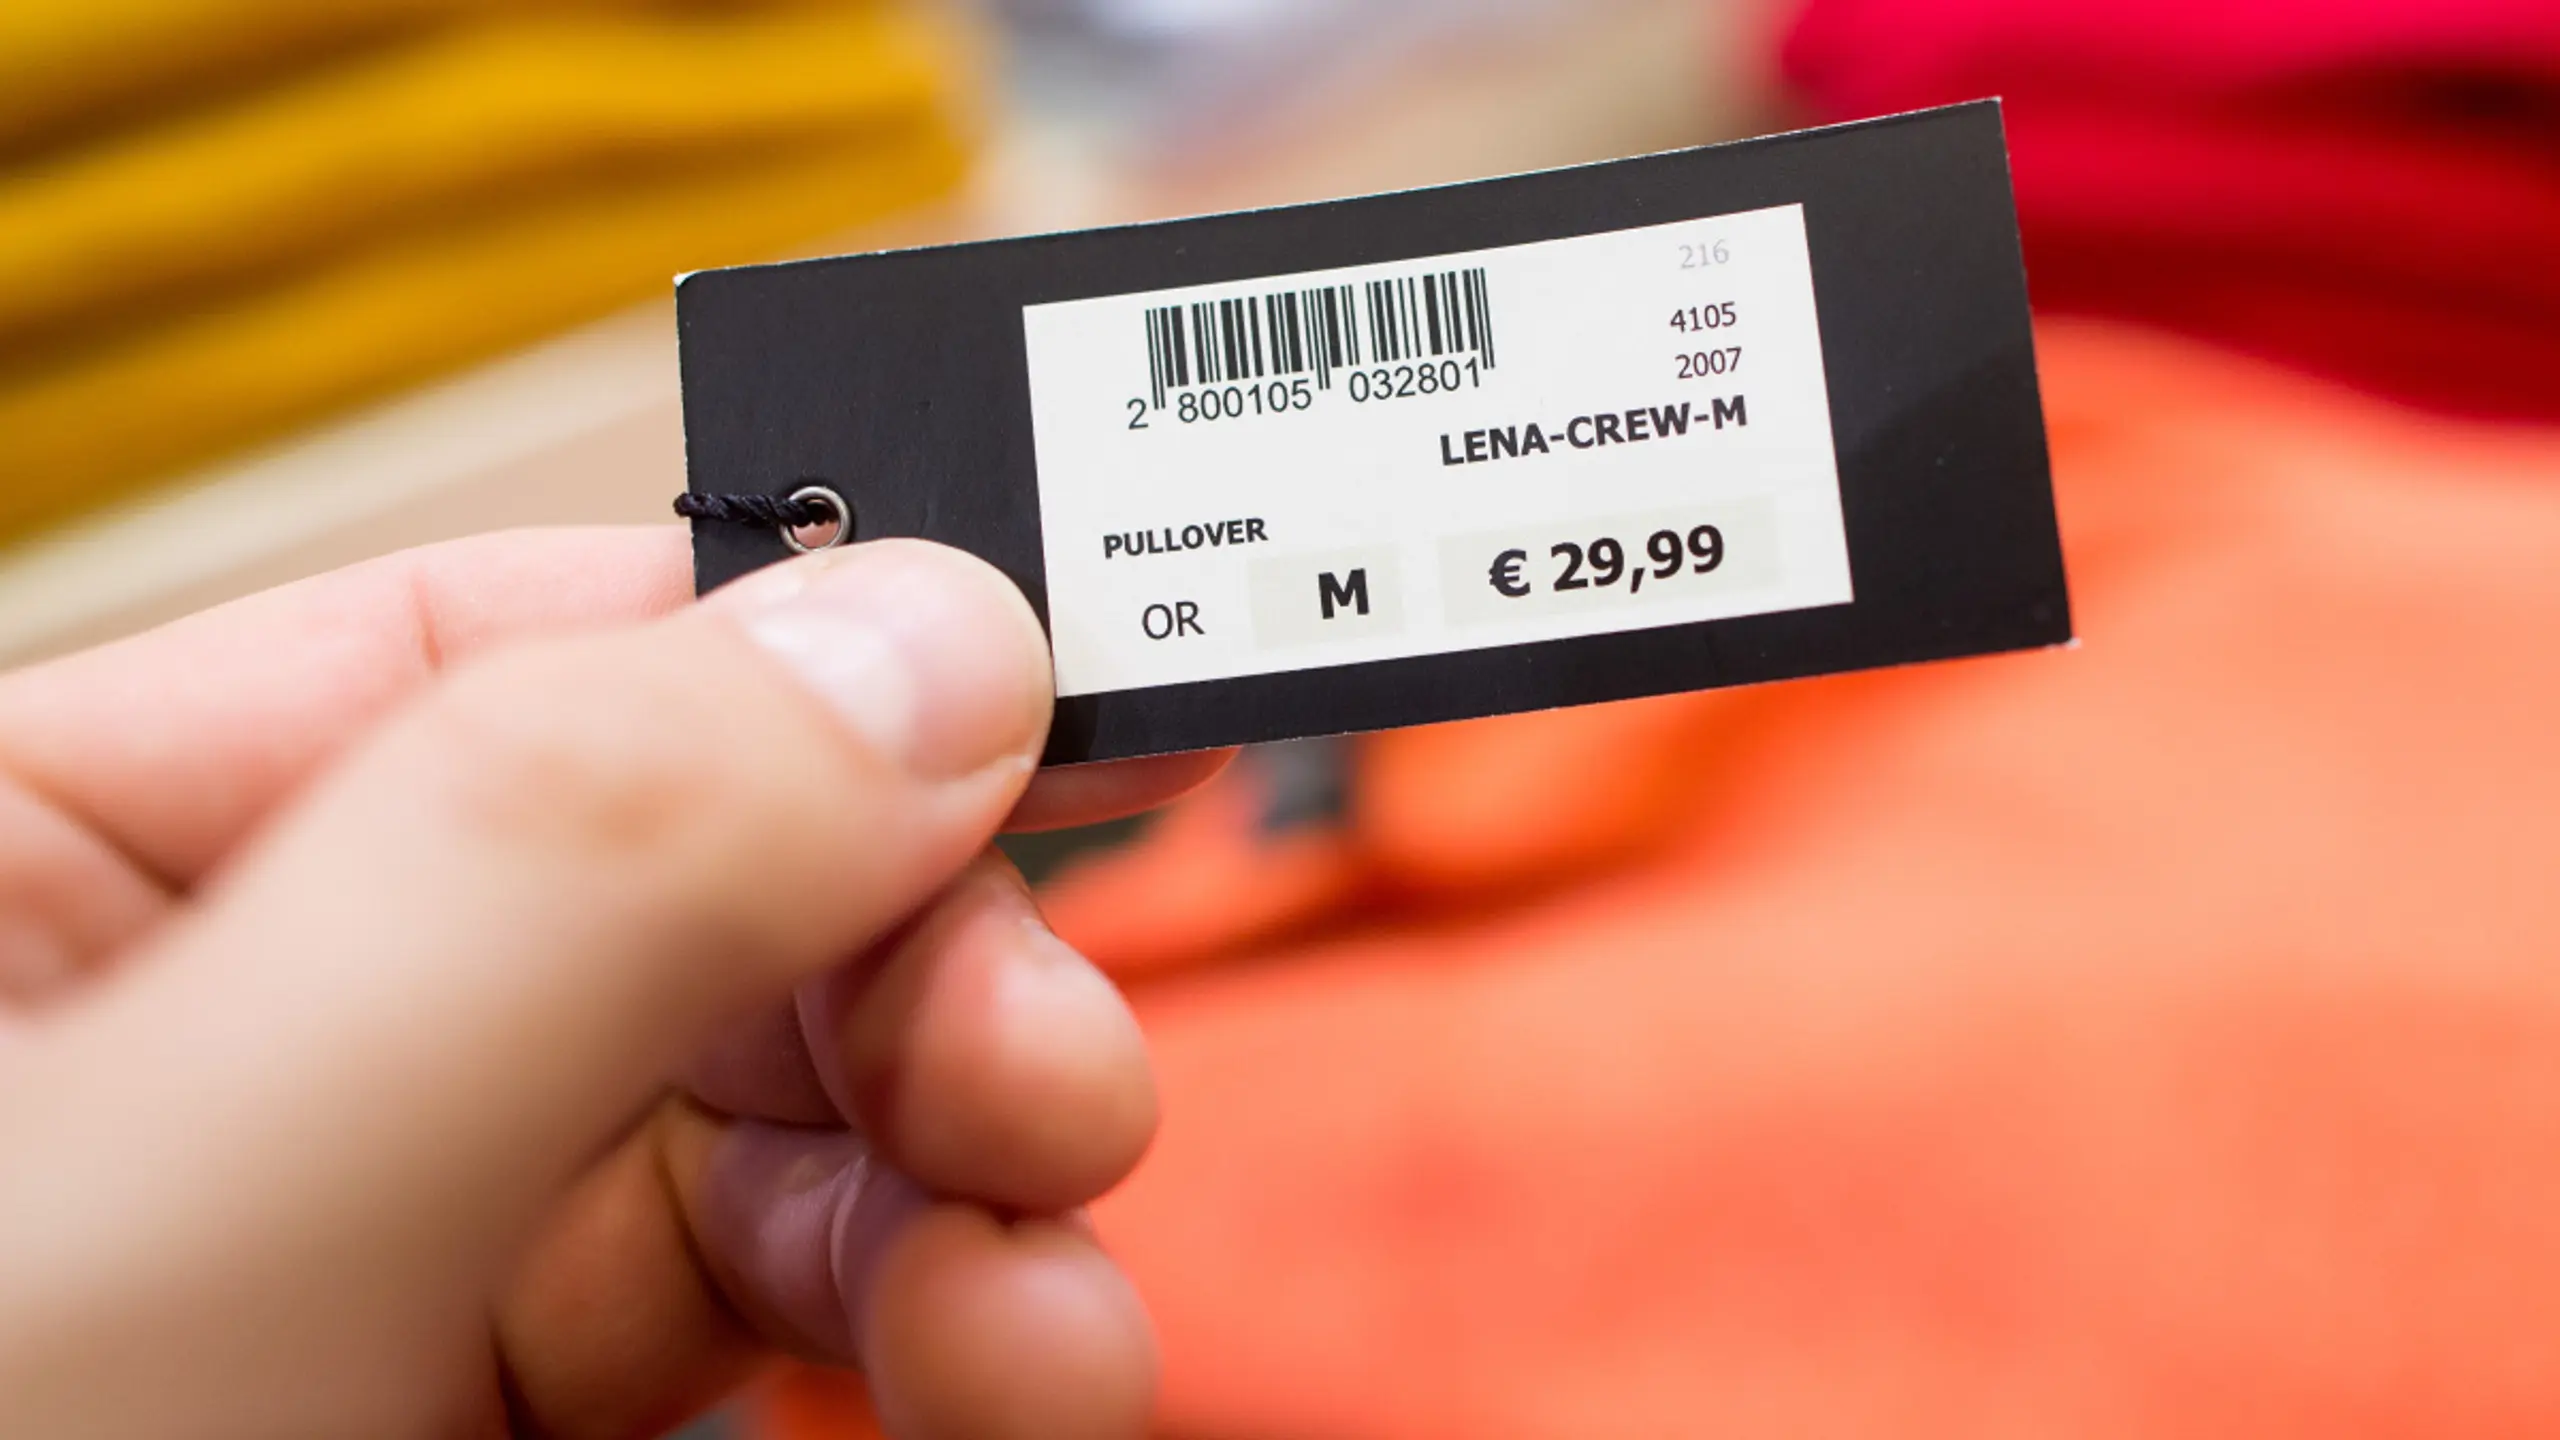 216
4105
2007
2 800105 032801
LENA-CREW-M
PULLOVER
OR M € 29,99